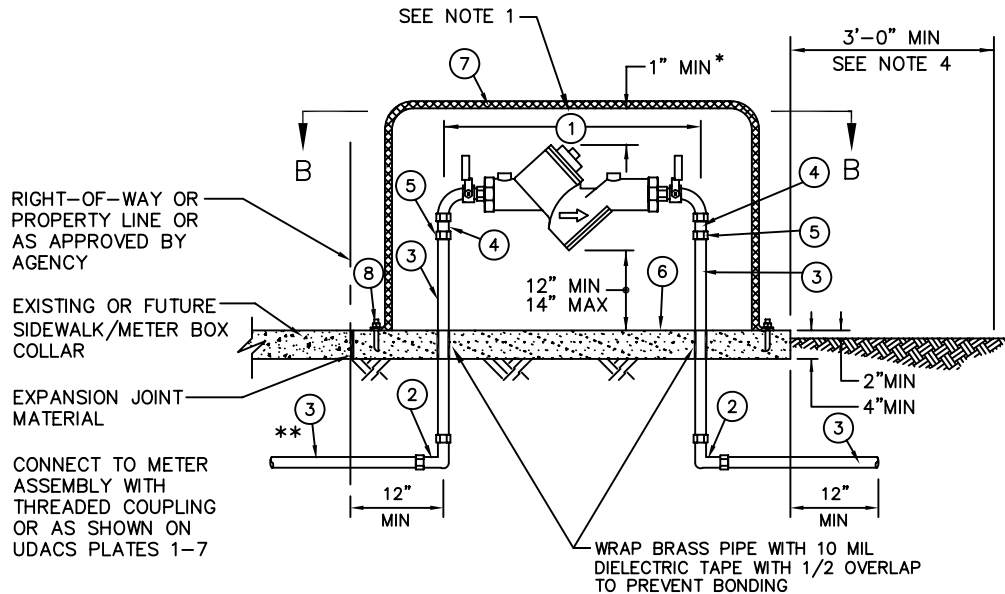 SEE NOTE 1
3'-0" MIN
SEE NOTE 4
1" MIN*
7
1
B
B
4
5
5
4
3
3
RIGHT-OF-WAY OR
PROPERTY LINE OR
AS APPROVED BY
AGENCY
8
12" MIN
14" MAX
6
EXISTING OR FUTURE
SIDEWALK/METER BOX
COLLAR
2"MIN
4"MIN
EXPANSION JOINT
MATERIAL
3
**
2
2
3
CONNECT TO METER
ASSEMBLY WITH
THREADED COUPLING
OR AS SHOWN ON
UDACS PLATES 1-7
12"
MIN
12"
MIN
WRAP BRASS PIPE WITH 10 MIL
DIELECTRIC TAPE WITH 1/2 OVERLAP
TO PREVENT BONDING